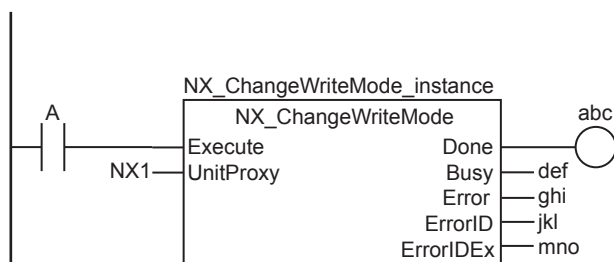 NX_ChangeWriteMode_instance
A
NX_ChangeWriteMode
abc
Execute
Done
NX1
UnitProxy
Busy
def
Error
ghi
ErrorID
jkl
ErrorIDEx
mno